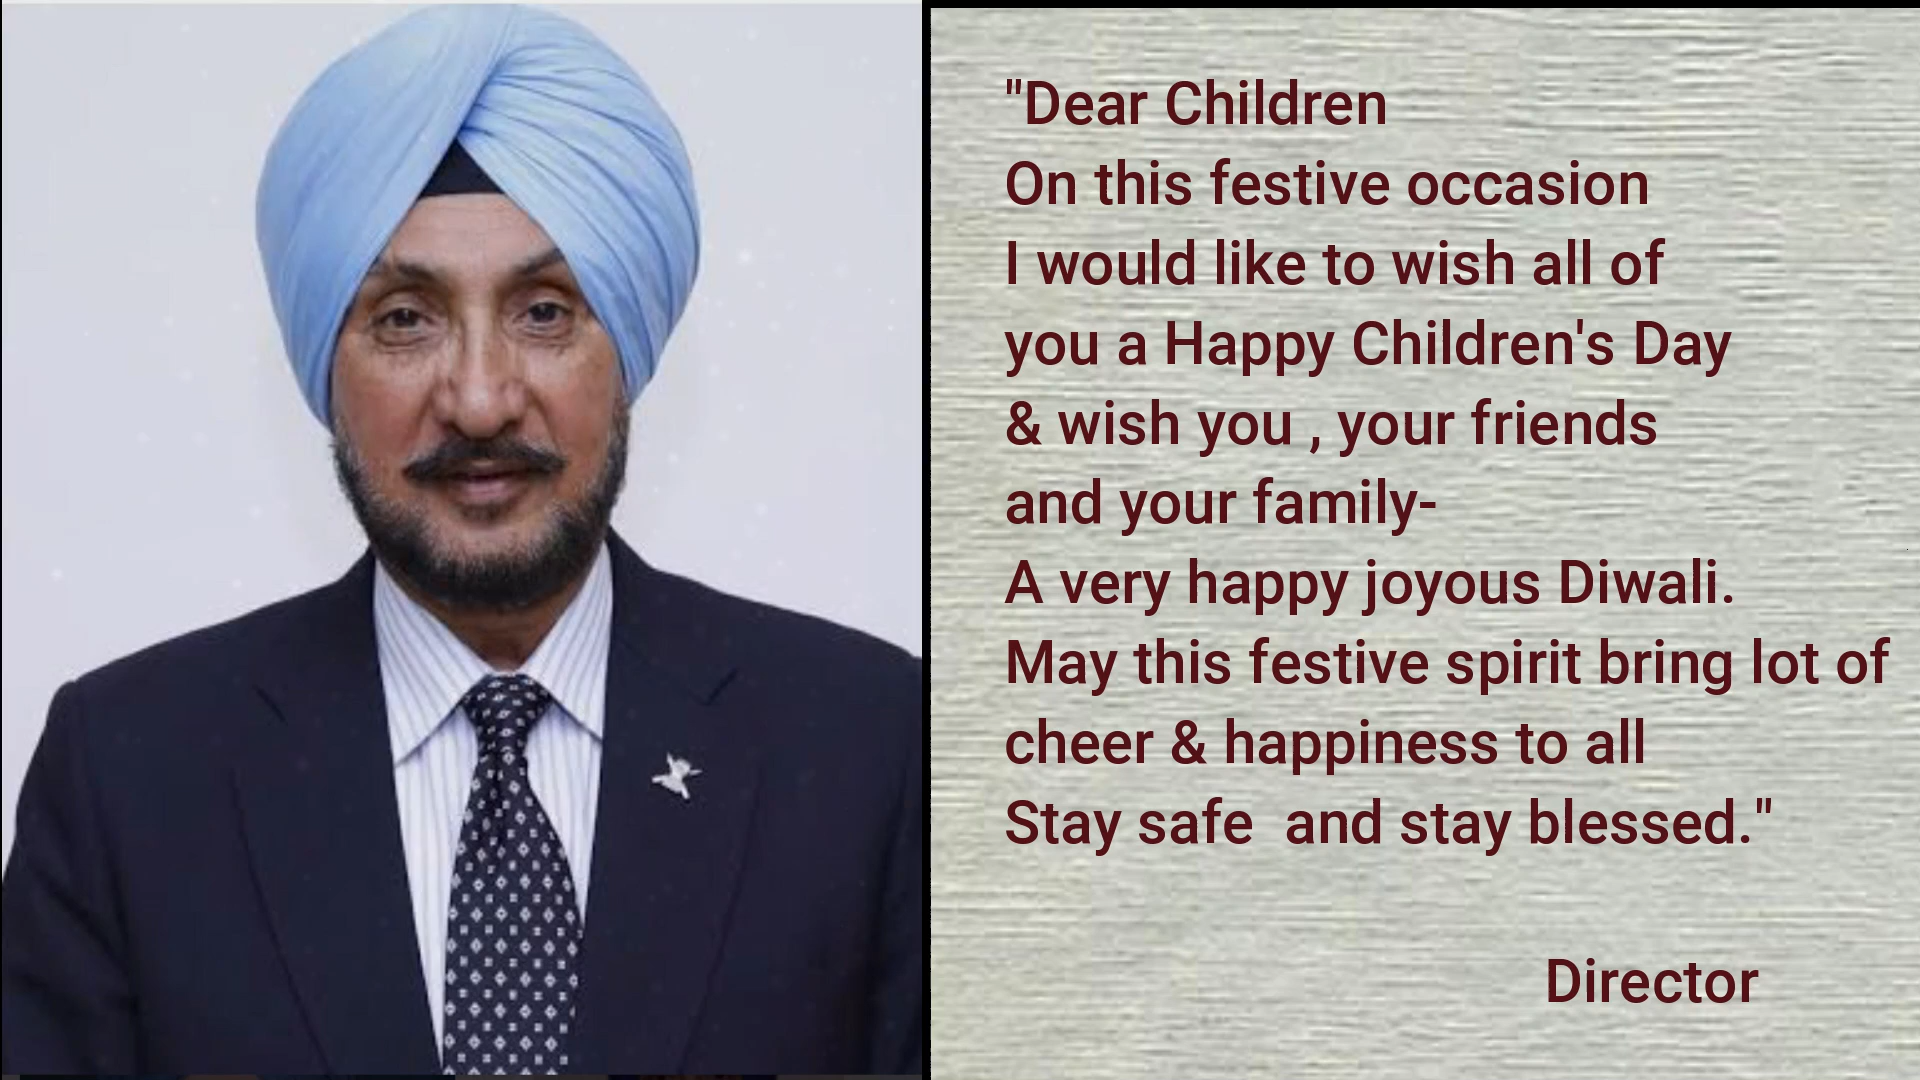 "Dear Children
On this festive occasion
I would like to wish all of
you a Happy Children's Day
& wish you , your friends
and your family-
A very happy joyous Diwali.
May this festive spirit bring lot of
cheer & happiness to all
Stay safe  and stay blessed."
Director